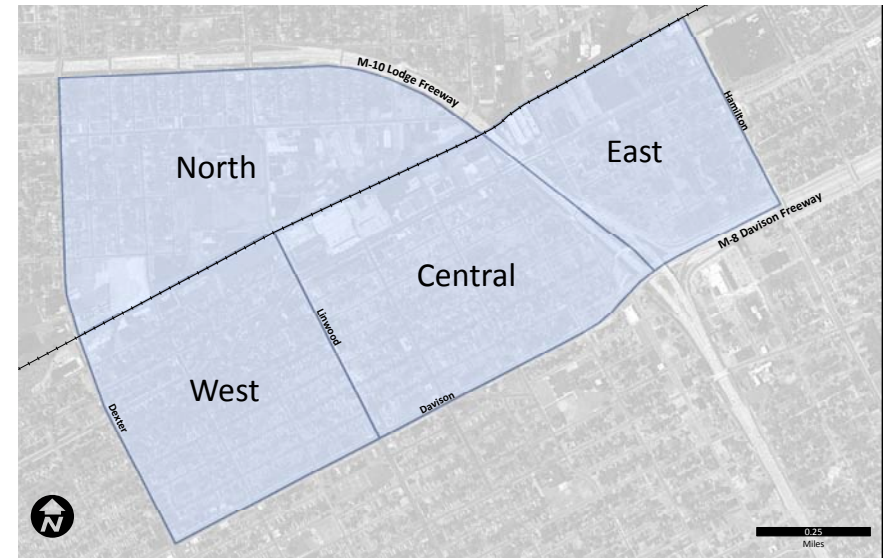 M-10 Lodge Freeway
Hamilton
North
East
M-8 Davison Freeway
Central
Linwood
West
Davison
Dexter
N
0.25
Miles